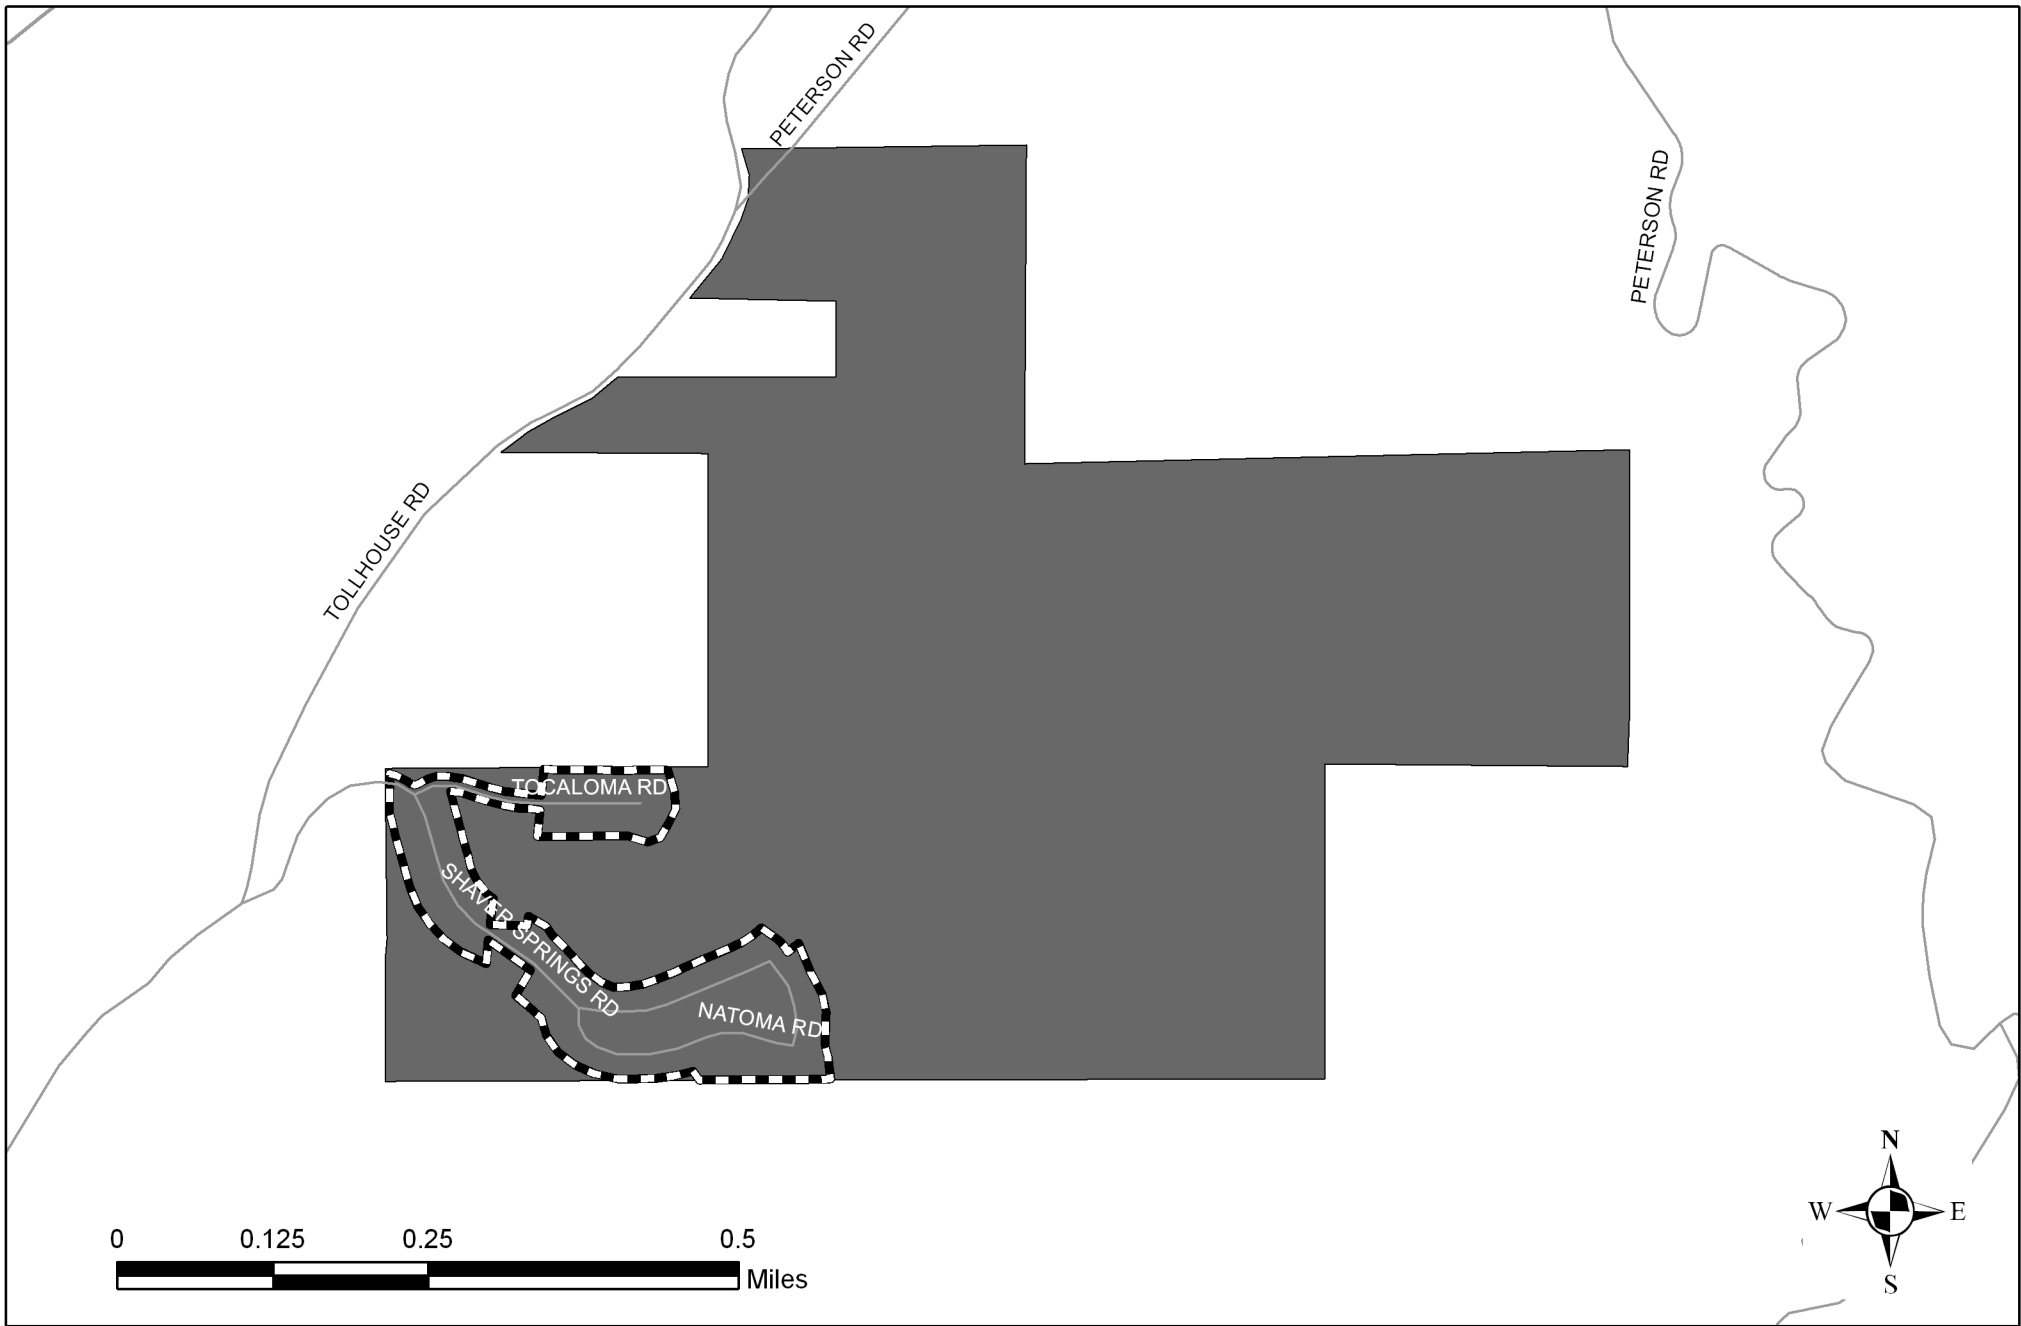 PETERSON RD
PETERSON RD
TOLLHOUSE RD
TOCALOMA RD
SHAVER SPRINGS RD
NATOMA RD
N
W E
S
0 0.125 0.25 0.5
Miles